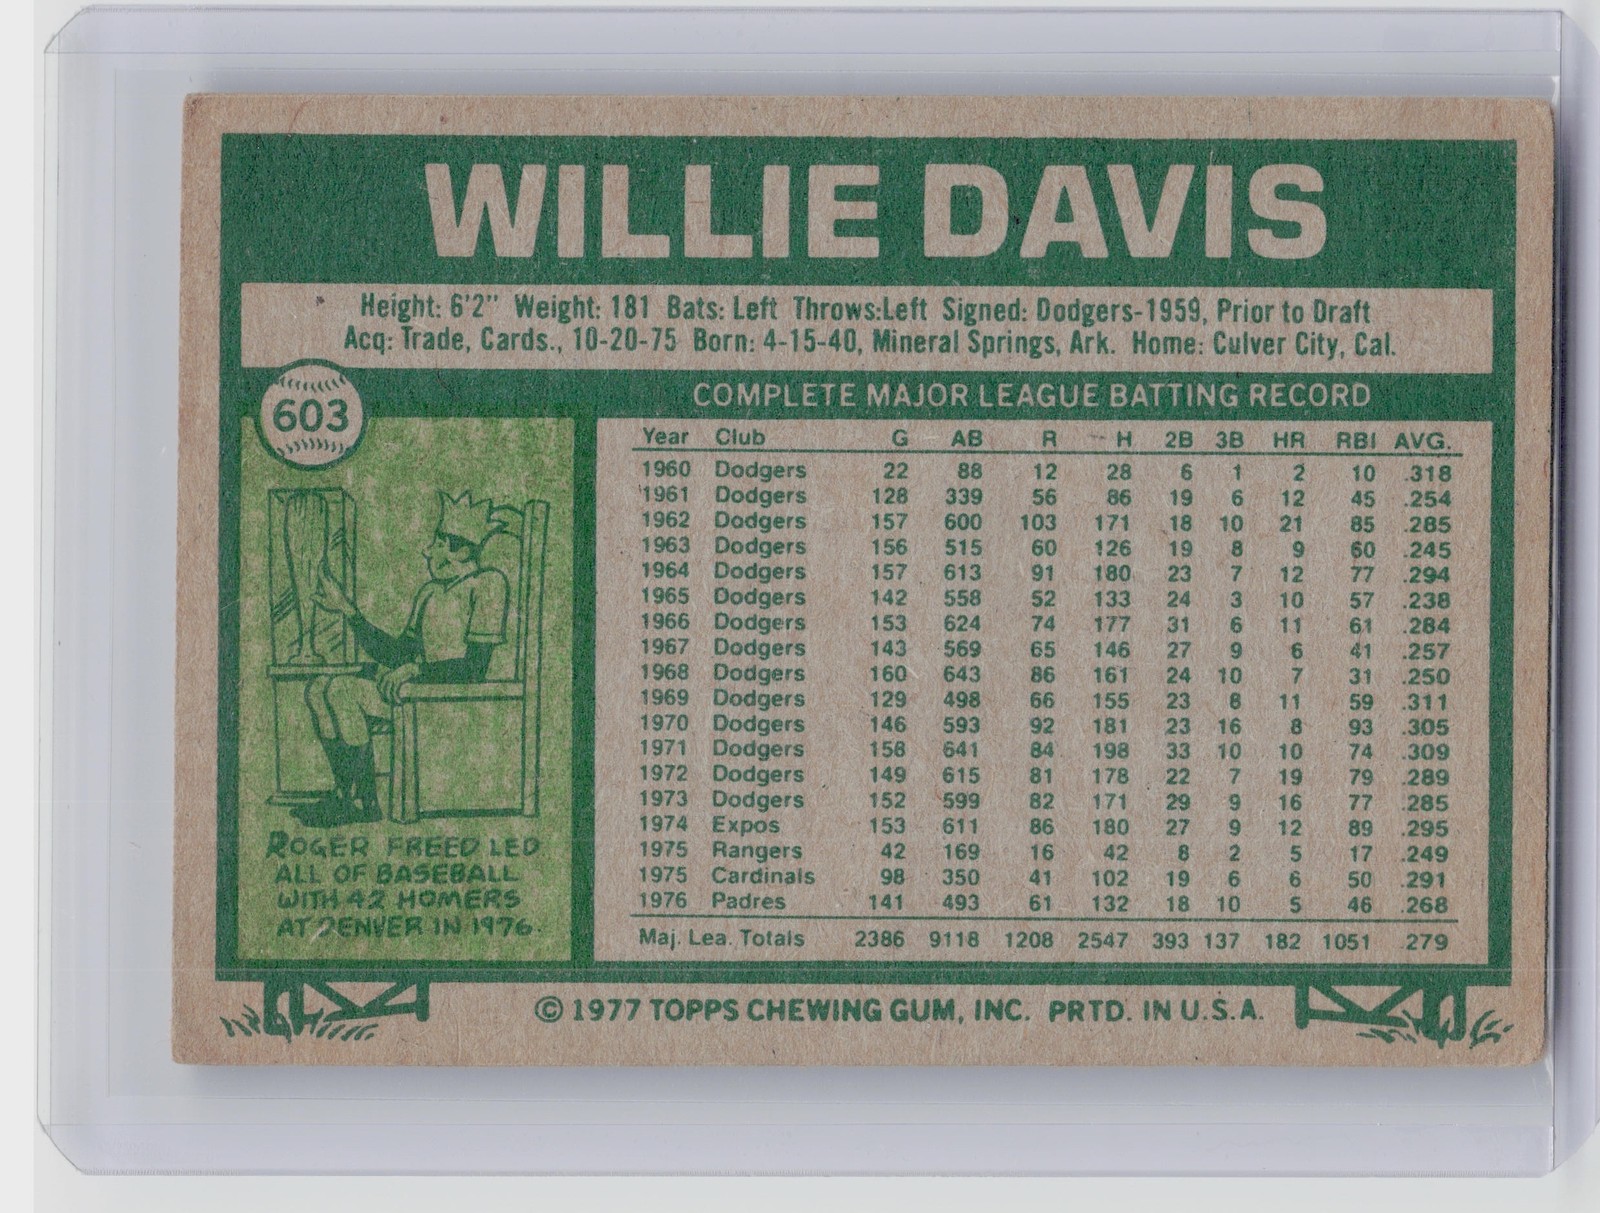 WILLIE DAVIS
Height: 6'2" Weight: 181 Bats: Left Throws:Left Signed: Dodgers-1959, Prior to Draft
Acq: Trade, Cards., 10-20-75 Born: 4-15-40, Mineral Springs, Ark. Home: Culver City, Cal.
603
COMPLETE MAJOR LEAGUE BATTING RECORD
Year Club G AB R H 2B 3B HR RBI AVG.
1960 Dodgers 22 88 12 28 6 1 2 10 .318
1961 Dodgers 128 339 56 86 19 6 12 45 .254
1962 Dodgers 157 600 103 171 18 10 21 85 .285
1963 Dodgers 156 515 60 126 19 8 9 60 .245
1964 Dodgers 157 613 91 180 23 7 12 77 .294
1965 Dodgers 142 558 52 133 24 3 10 57 .238
1966 Dodgers 153 624 74 177 31 6 11 61 .284
1967 Dodgers 143 569 65 146 27 9 6 41 .257
1968 Dodgers 160 643 86 161 24 10 7 31 .250
1969 Dodgers 129 498 66 155 23 8 11 59 .311
1970 Dodgers 146 593 92 181 23 16 8 93 .305
1971 Dodgers 158 641 84 198 33 10 10 74 .309
1972 Dodgers 149 615 81 178 22 7 19 79 .289
1973 Dodgers 152 599 82 171 29 9 16 77 .285
1974 Expos 153 611 86 180 27 9 12 89 .295
1975 Rangers 42 169 16 42 8 2 5 17 .249
1975 Cardinals 98 350 41 102 19 6 6 50 .291
1976 Padres 141 493 61 132 18 10 5 46 .268
Maj. Lea. Totals 2386 9118 1208 2547 393 137 182 1051 .279
ROGER FREED LED
ALL OF BASEBALL
WITH 42 HOMERS
AT DENVER IN 1976.
© 1977 TOPPS CHEWING GUM, INC. PRTD. IN U.S.A.